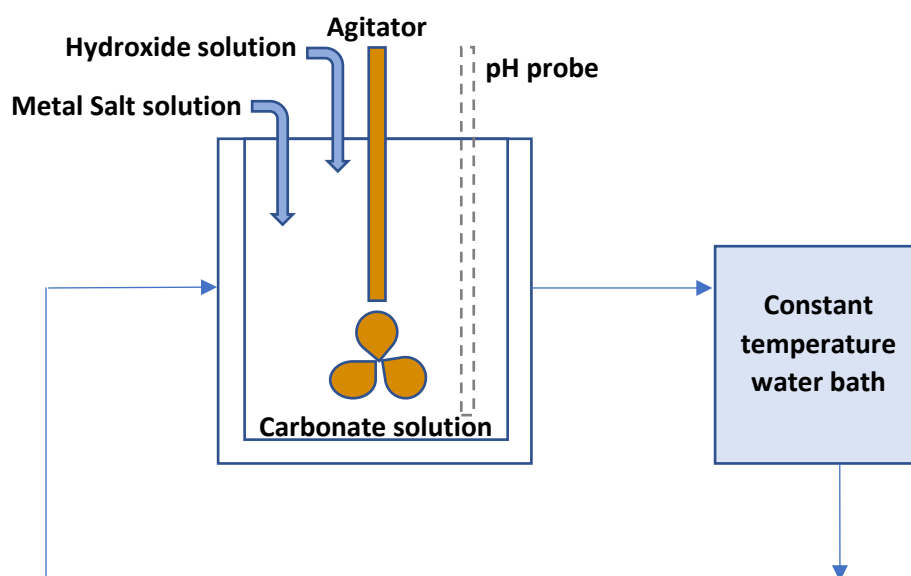 Agitator
Hydroxide solution
pH probe
Metal Salt solution
Constant
temperature
water bath
Carbonate solution